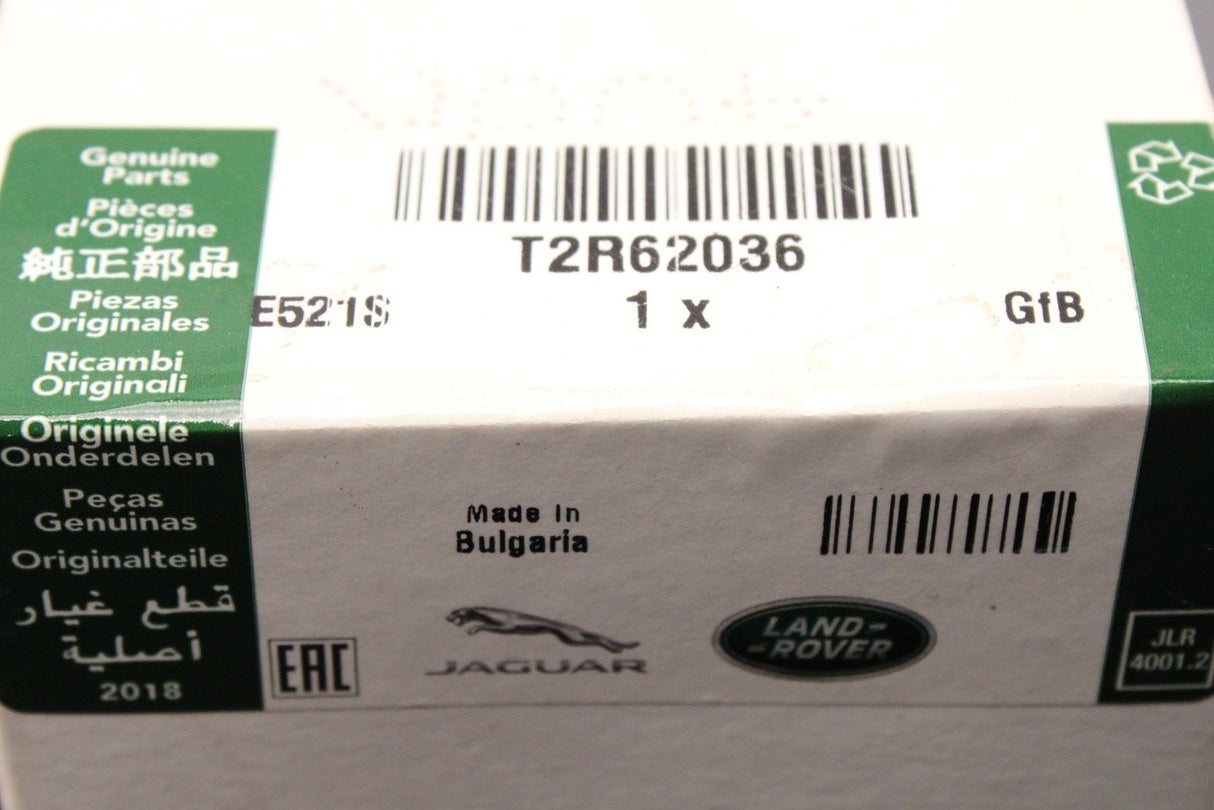 Genuine
Parts
Pièces
d'Origine
純正部品
Piezas
Originales
Ricambi
Originali
Originele
Onderdelen
Peças
Genuinas
Originalteile
قطع غيار
أصلية
2018
T2R62036
E521S
1 x
GfB
Made In
Bulgaria
EAC
JAGUAR
LAND-
-ROVER
JLR
4001.2